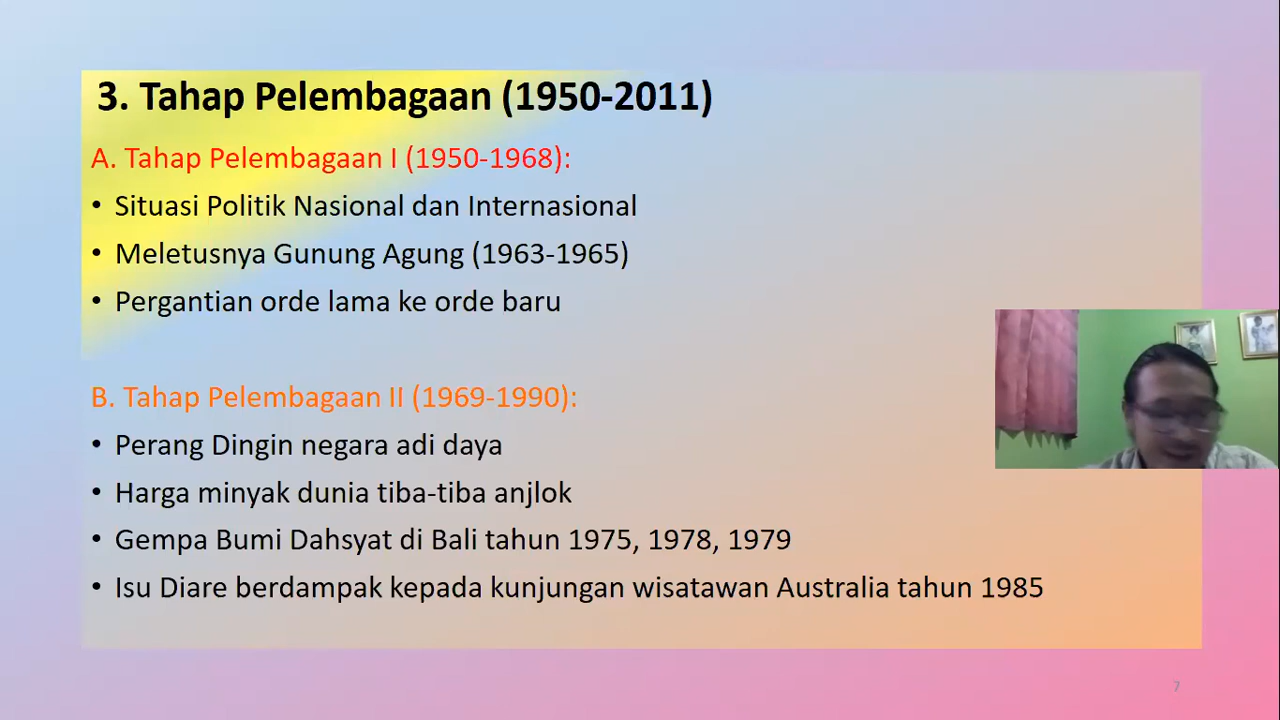 3. Tahap Pelembagaan (1950-2011)
A. Tahap Pelembagaan I (1950-1968):
• Situasi Politik Nasional dan Internasional
• Meletusnya Gunung Agung (1963-1965)
• Pergantian orde lama ke orde baru
B. Tahap Pelembagaan II (1969-1990):
• Perang Dingin negara adi daya
• Harga minyak dunia tiba-tiba anjlok
• Gempa Bumi Dahsyat di Bali tahun 1975, 1978, 1979
• Isu Diare berdampak kepada kunjungan wisatawan Australia tahun 1985
7